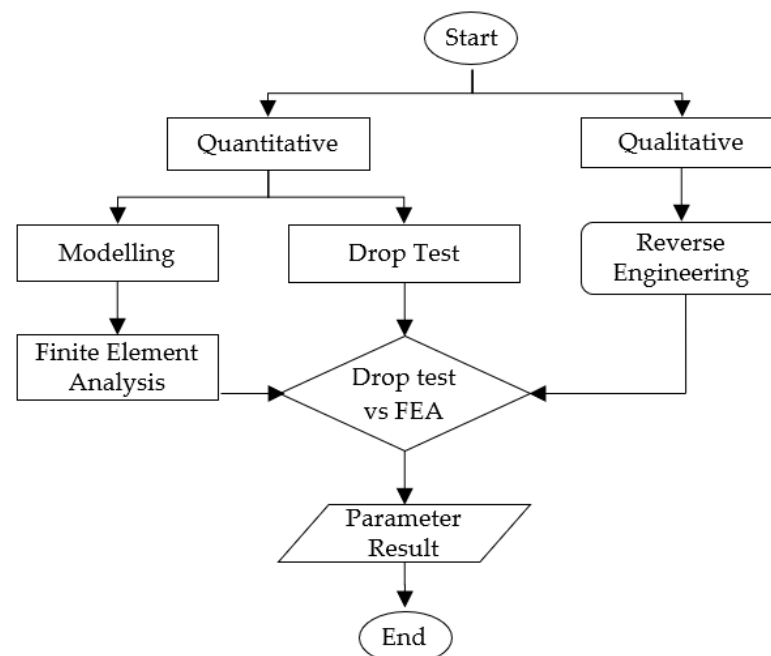 Start
Quantitative
Qualitative
Modelling
Drop Test
Reverse
Engineering
Finite Element
Analysis
Drop test
vs FEA
Parameter
Result
End